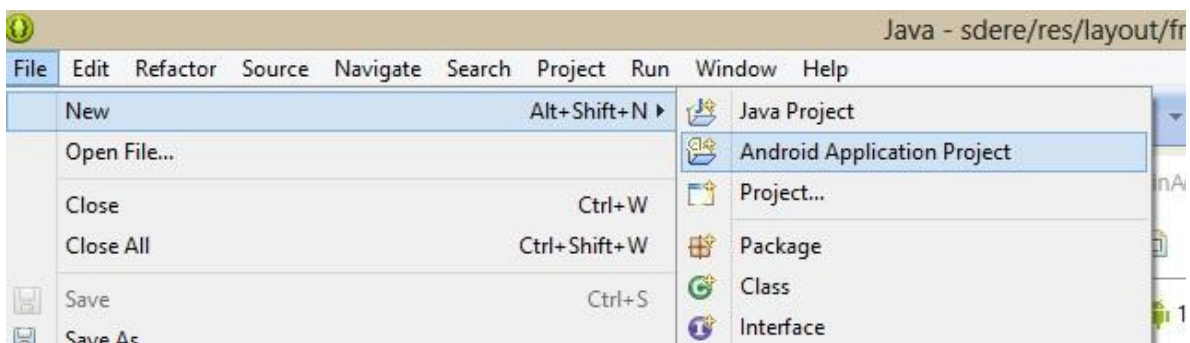 Java - sdere/res/layout/fr
File Edit Refactor Source Navigate Search Project Run Window Help
New Alt+Shift+N
Open File...
Close Ctrl+W
Close All Ctrl+Shift+W
Save Ctrl+S
Save As
Java Project
Android Application Project
Project...
Package
Class
Interface
inA
1